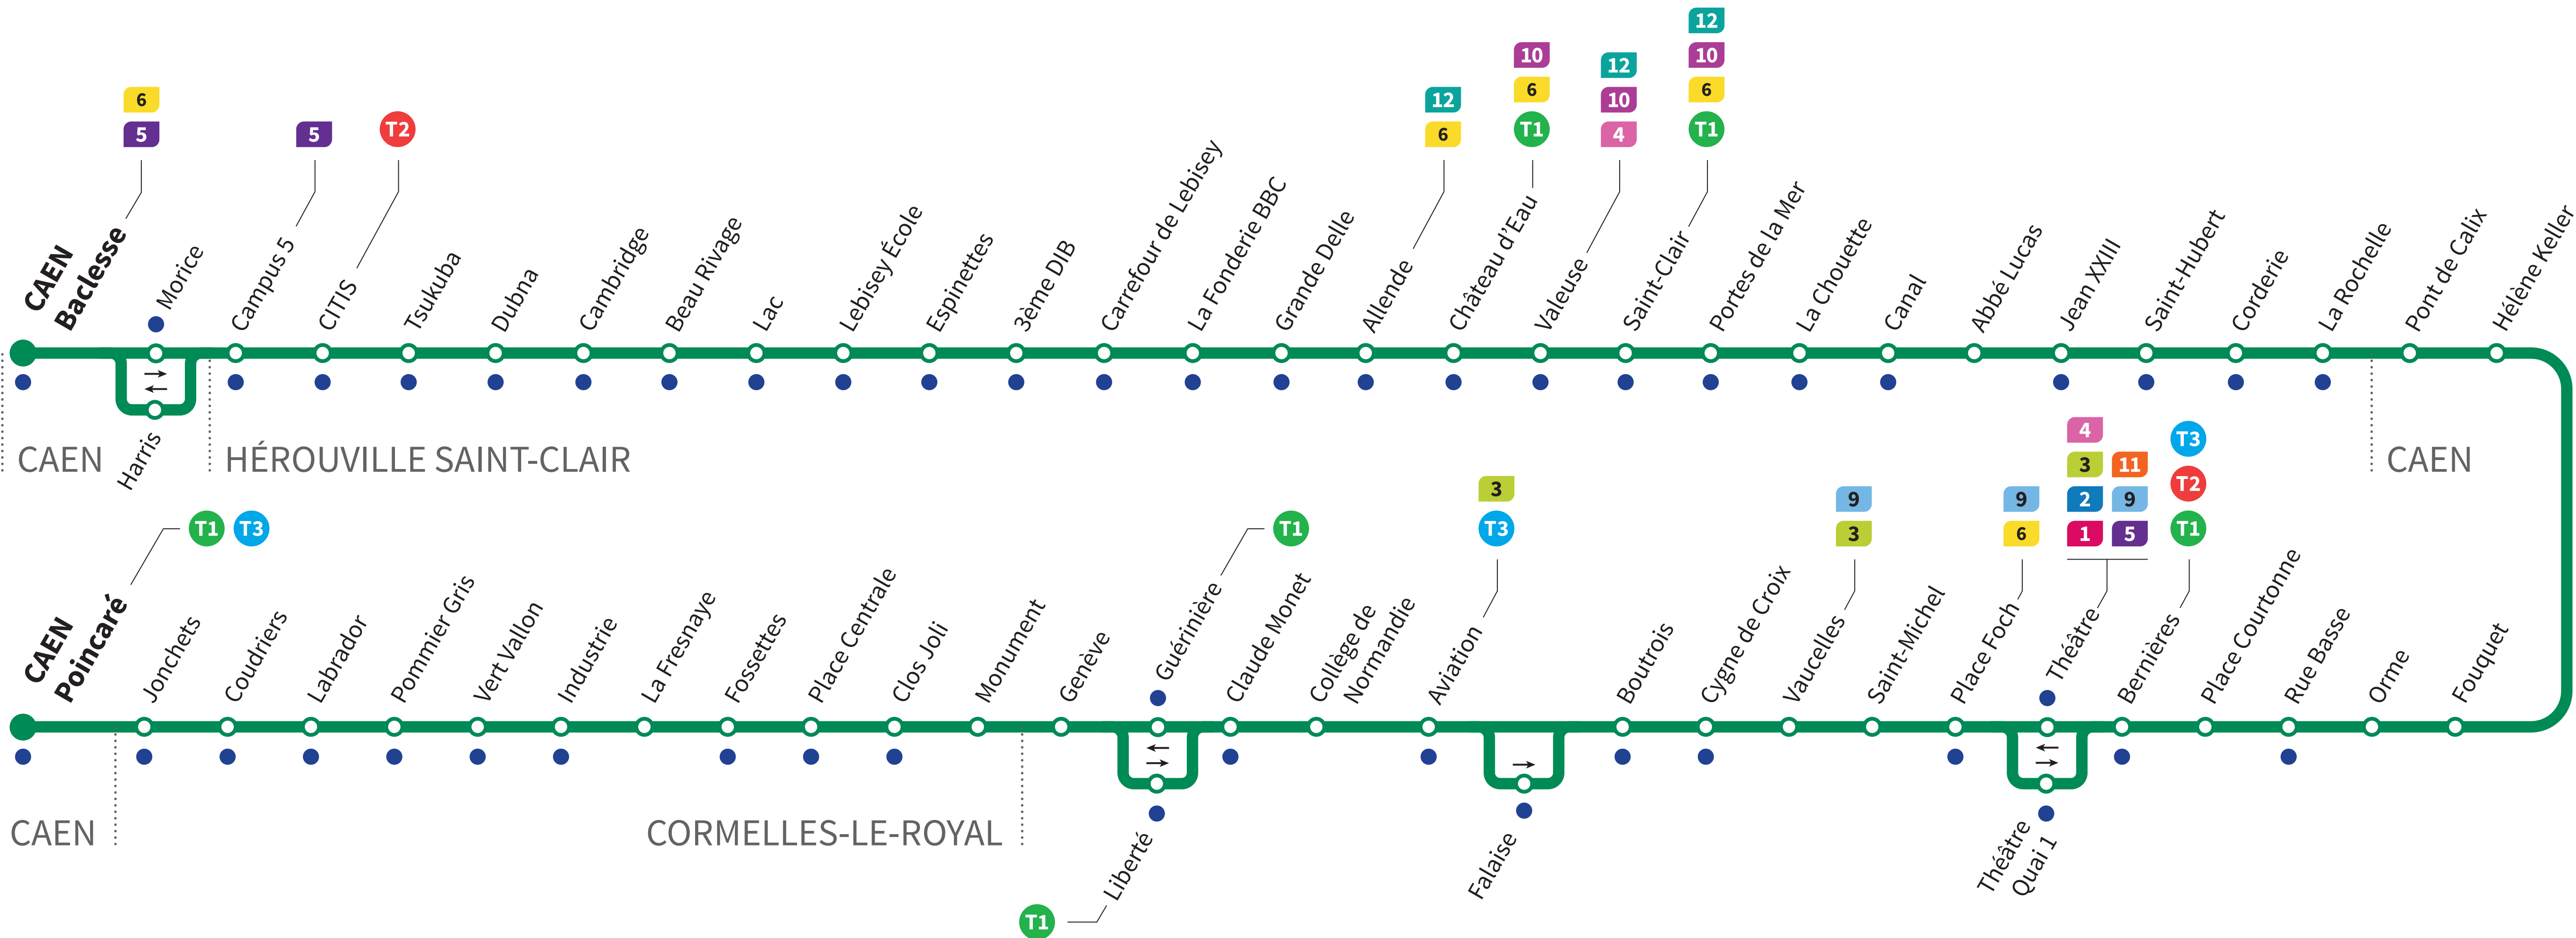 12
10
10
12
6
6
12
10
6
T1
6
T1
5
5
T2
6
4
CAEN
Baclesse
Morice
Campus 5
CITIS
Tsukuba
Dubna
Cambridge
Beau Rivage
Lac
Lebisey École
Espinettes
3ème DIB
Carrefour de Lebisey
La Fonderie BBC
Grande Delle
Allende
Château d'Eau
Valeuse
Saint-Clair
Portes de la Mer
La Chouette
Canal
Abbé Lucas
Jean XXIII
Saint-Hubert
Corderie
La Rochelle
Pont de Calix
Hélène Keller
Harris
CAEN
HÉROUVILLE SAINT-CLAIR
CAEN
4
T3
3
11
3
T2
9
9
2
9
T1
T3
T1
T3
3
6
1
5
T1
CAEN
Poincaré
Jonchets
Coudriers
Labrador
Pommier Gris
Vert Vallon
Industrie
La Fresnaye
Fossettes
Place Centrale
Clos Joli
Monument
Genève
Guérinière
Claude Monet
Collège de
Normandie
Aviation
Boutrois
Cygne de Croix
Vaucelles
Saint-Michel
Place Foch
Théâtre
Bernières
Place Courtonne
Rue Basse
Orme
Fouquet
CAEN
CORMELLES-LE-ROYAL
Liberté
Falaise
Théâtre
Quai 1
T1